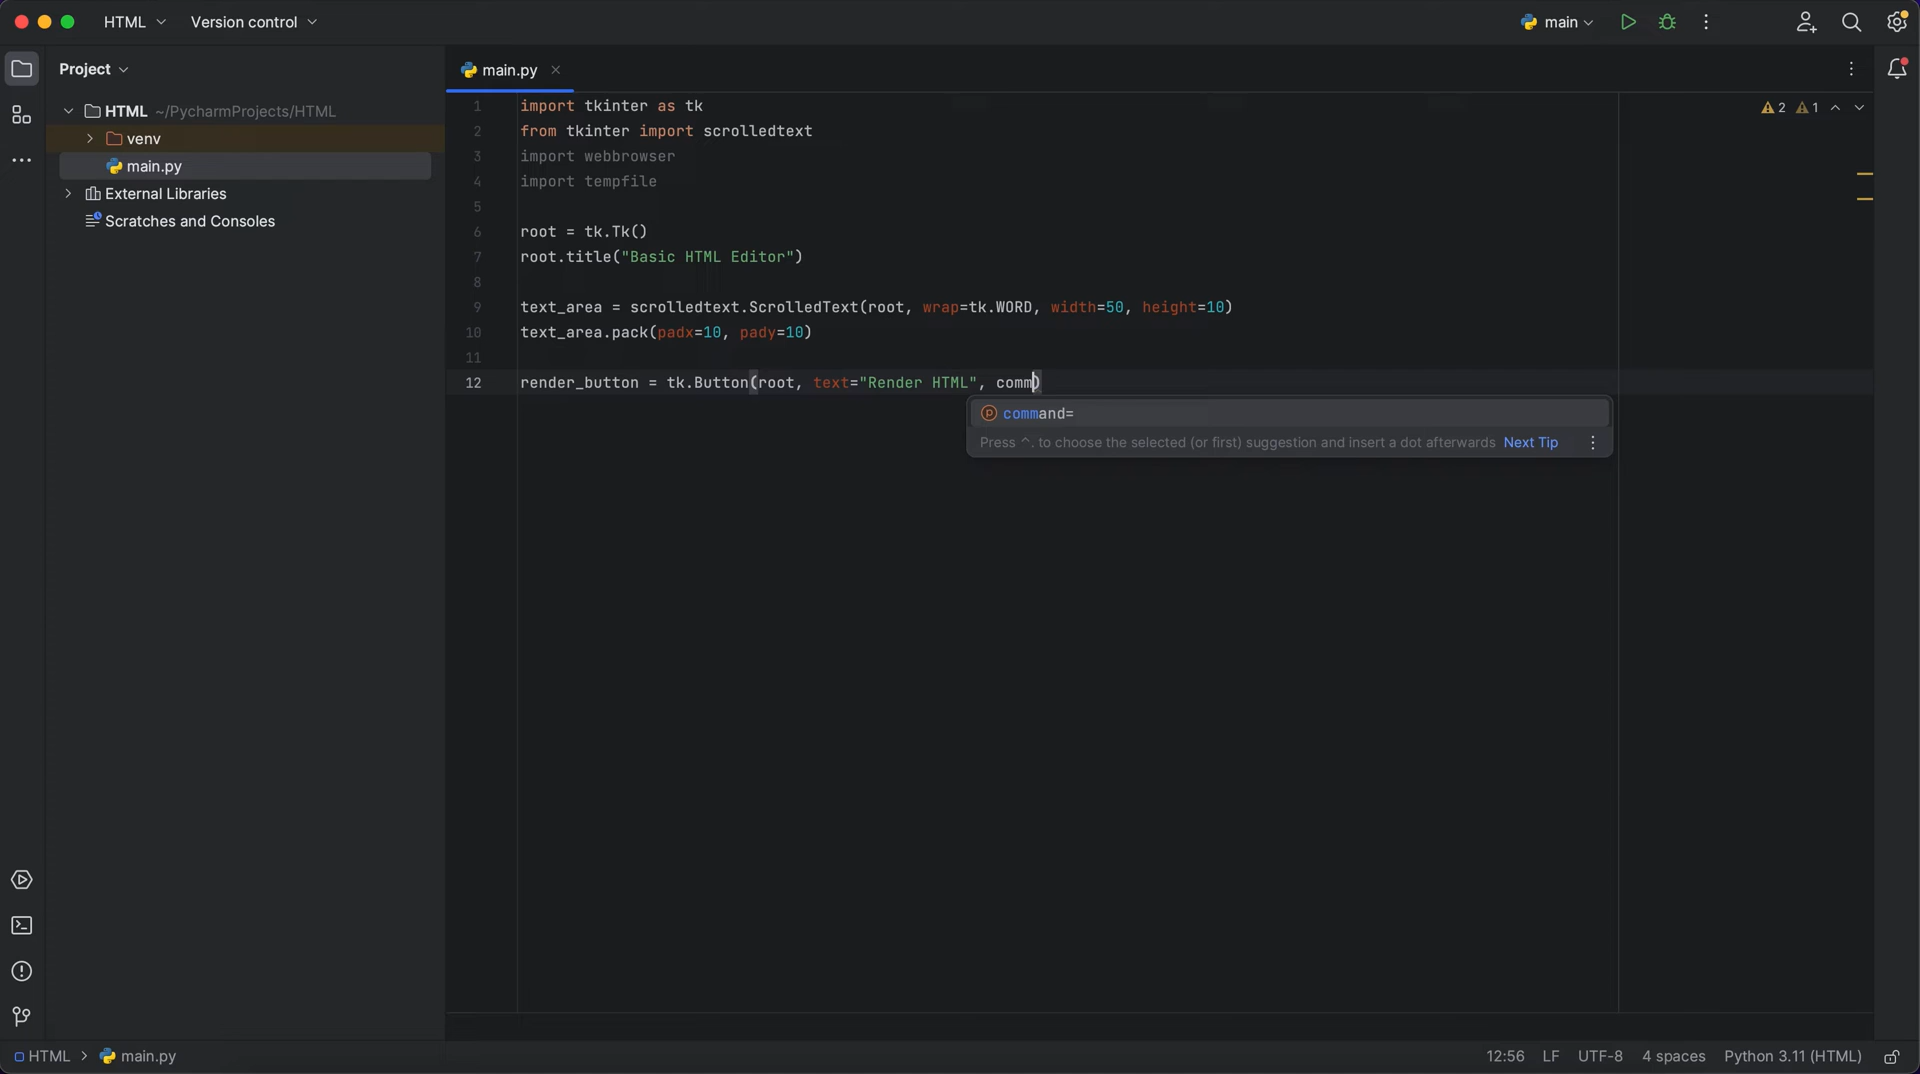 HTML
Version control
main
Project
main.py
HTML ~/PycharmProjects/HTML
venv
main.py
External Libraries
Scratches and Consoles
2 1
1 import tkinter as tk
2 from tkinter import scrolledtext
3 import webbrowser
4 import tempfile
5
6 root = tk.Tk()
7 root.title("Basic HTML Editor")
8
9 text_area = scrolledtext.ScrolledText(root, wrap=tk.WORD, width=50, height=10)
10 text_area.pack(padx=10, pady=10)
11
12 render_button = tk.Button(root, text="Render HTML", comm)
command=
Press ^. to choose the selected (or first) suggestion and insert a dot afterwards Next Tip
HTML > main.py
12:56 LF UTF-8 4 spaces Python 3.11 (HTML)